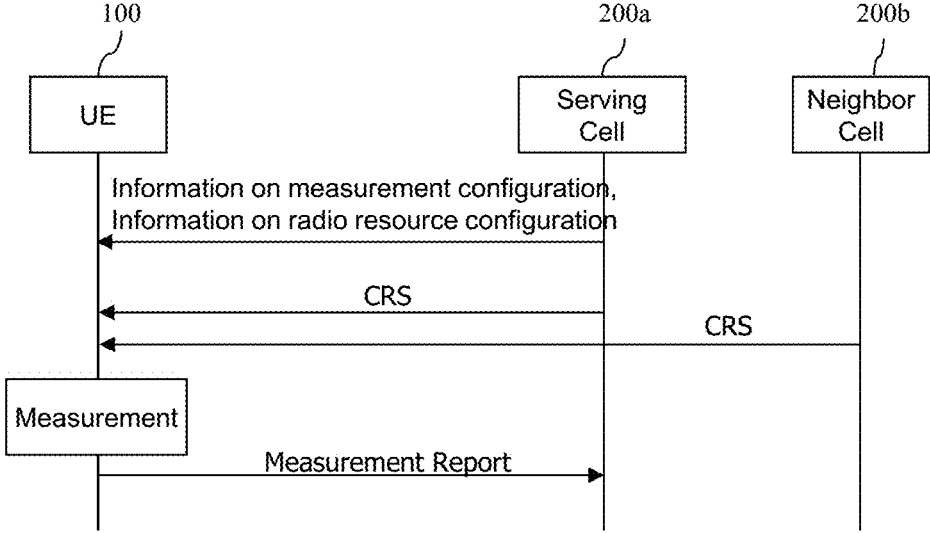 100
200a
200b
UE
Serving
Cell
Neighbor
Cell
Information on measurement configuration,
Information on radio resource configuration
CRS
CRS
Measurement
Measurement Report